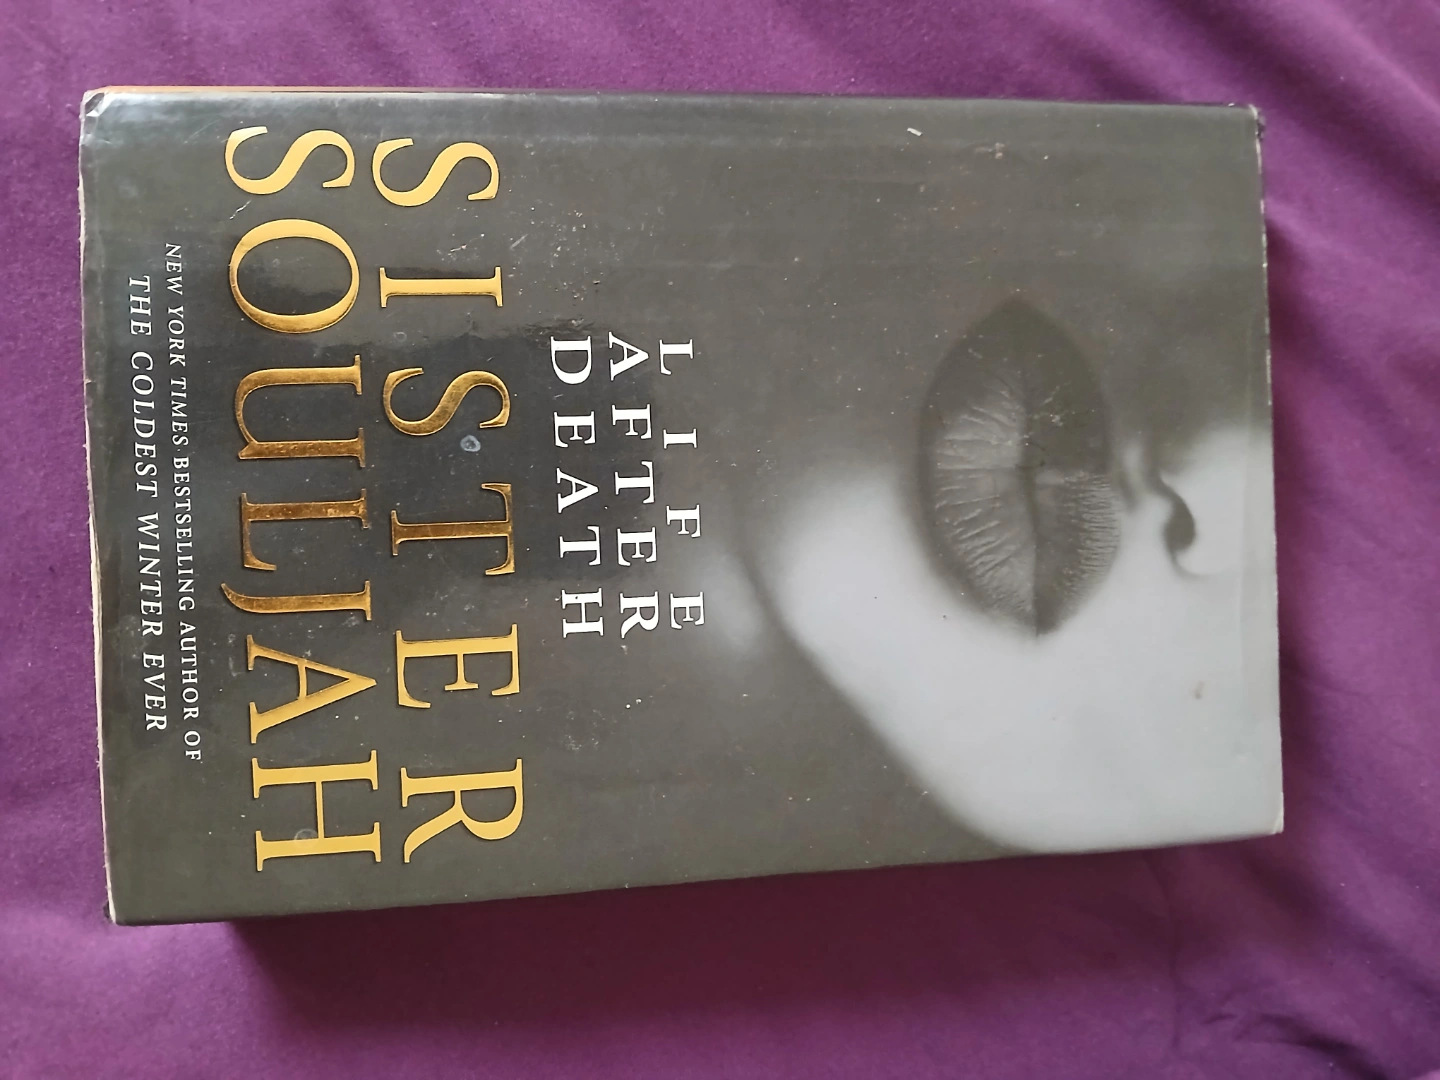 LIFE
AFTER
DEATH
SISTER
SOULJAH
NEW YORK TIMES BESTSELLING AUTHOR OF
THE COLDEST WINTER EVER